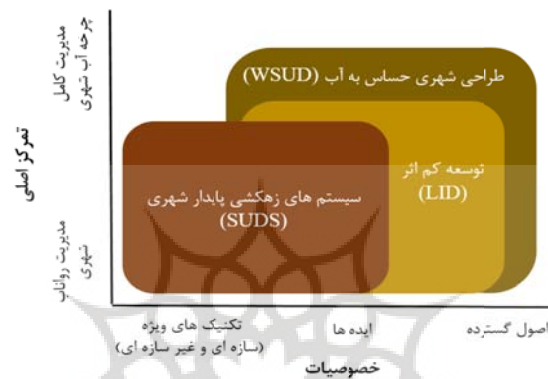 مدیریت کامل
چرخه آب شهری
تمرکز اصلی
مدیریت رواناب
شهری
طراحی شهری حساس به آب (WSUD)
توسعه کم اثر
(LID)
سیستم های زهکشی پایدار شهری
(SUDS)
تکنیک های ویژه
(سازه ای و غیر سازه ای)
ایده ها
اصول گسترده
خصوصیات